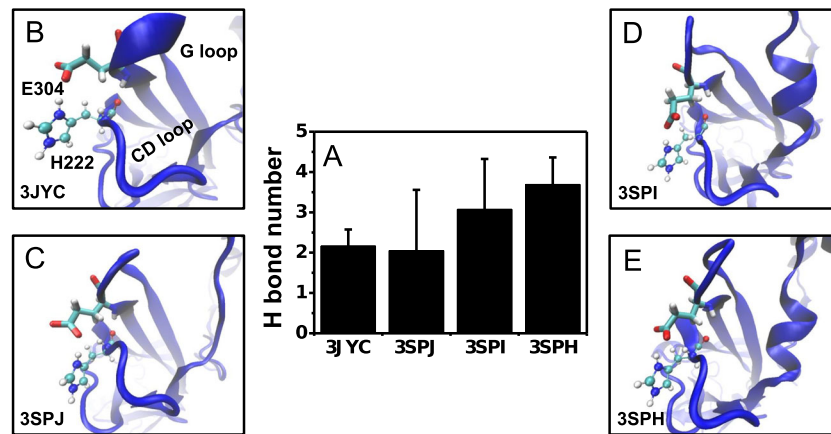 B
G loop
E304
H222
CD loop
3JYC
C
3SPJ
A
H bond number
5
4
3
2
1
0
3JYC 3SPJ 3SPI 3SPH
D
3SPI
E
3SPH